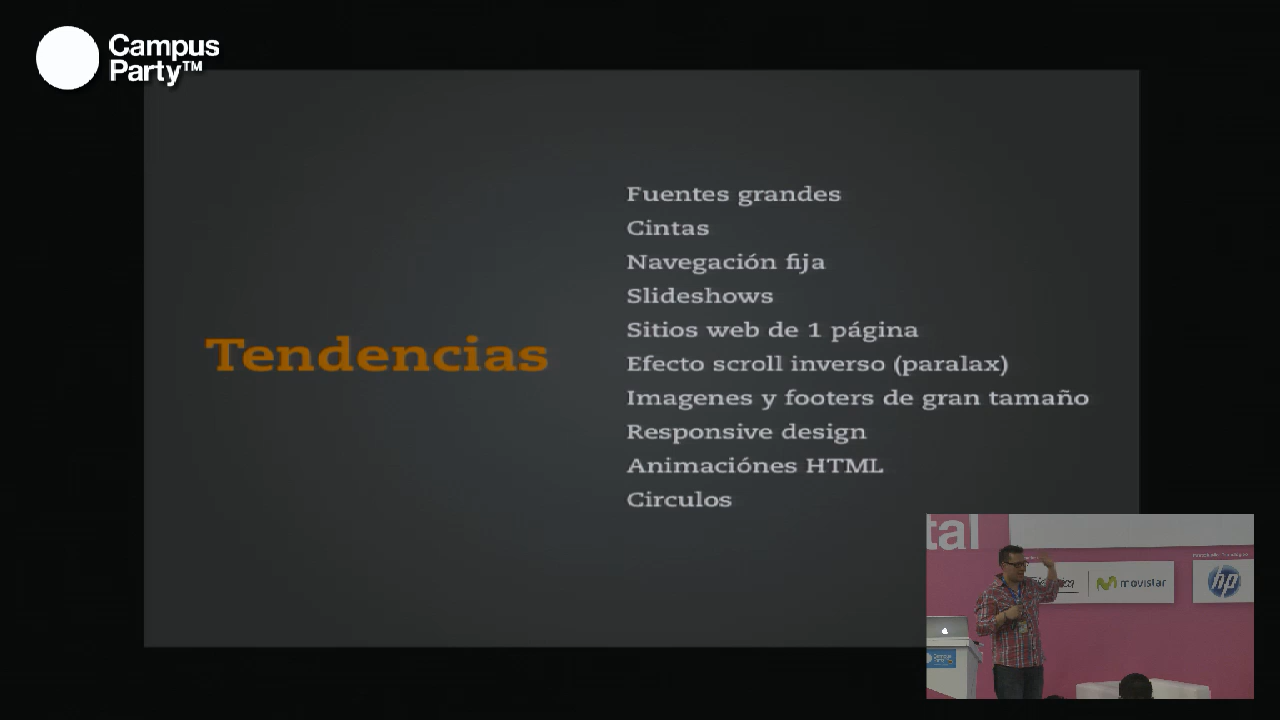 Campus
Party™
Tendencias
Fuentes grandes
Cintas
Navegación fija
Slideshows
Sitios web de 1 página
Efecto scroll inverso (paralax)
Imagenes y footers de gran tamaño
Responsive design
Animaciónes HTML
Circulos
tal
movistar
hp